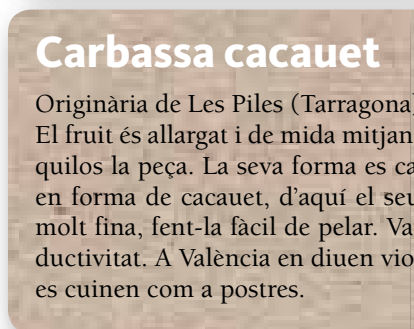 Carbassa cacauet
Originària de Les Piles (Tarragona)
El fruit és allargat i de mida mitjan
quilos la peça. La seva forma es ca
en forma de cacauet, d'aquí el seu
molt fina, fent-la fàcil de pelar. Va
ductivitat. A València en diuen vio
es cuinen com a postres.